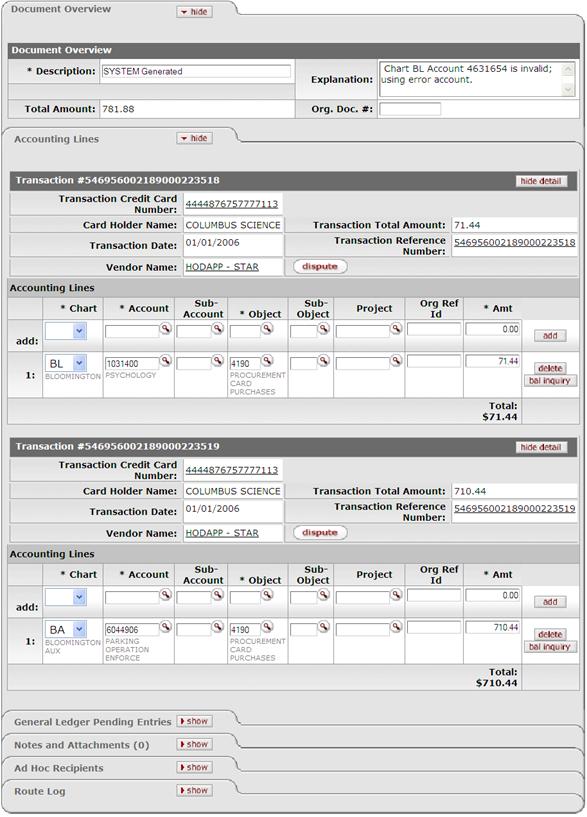 Document Overview hide
Document Overview
* Description: SYSTEM Generated
Explanation: Chart BL Account 4631654 is invalid;
using error account.
Total Amount: 781.88 Org. Doc. #:
Accounting Lines hide
Transaction #546956002189000223518 hide detail
Transaction Credit Card
Number: 4444876757777113
Card Holder Name: COLUMBUS SCIENCE Transaction Total Amount: 71.44
Transaction Date: 01/01/2006 Transaction Reference
Number: 546956002189000223518
Vendor Name: HODAPP - STAR dispute
Accounting Lines
* Chart * Account Sub-
Account * Object Sub-
Object Project Org Ref
Id * Amt
add: 0.00 add
1: BL 1031400 4190 71.44 delete
BLOOMINGTON PSYCHOLOGY PROCUREMENT
CARD
PURCHASES bal inquiry
Total:
$71.44
Transaction #546956002189000223519 hide detail
Transaction Credit Card
Number: 4444876757777113
Card Holder Name: COLUMBUS SCIENCE Transaction Total Amount: 710.44
Transaction Date: 01/01/2006 Transaction Reference
Number: 546956002189000223519
Vendor Name: HODAPP - STAR dispute
Accounting Lines
* Chart * Account Sub-
Account * Object Sub-
Object Project Org Ref
Id * Amt
add: 0.00 add
1: BA 6044906 4190 710.44 delete
BLOOMINGTON
AUX PARKING
OPERATION
ENFORCE PROCUREMENT
CARD
PURCHASES bal inquiry
Total:
$710.44
General Ledger Pending Entries show
Notes and Attachments (0) show
Ad Hoc Recipients show
Route Log show